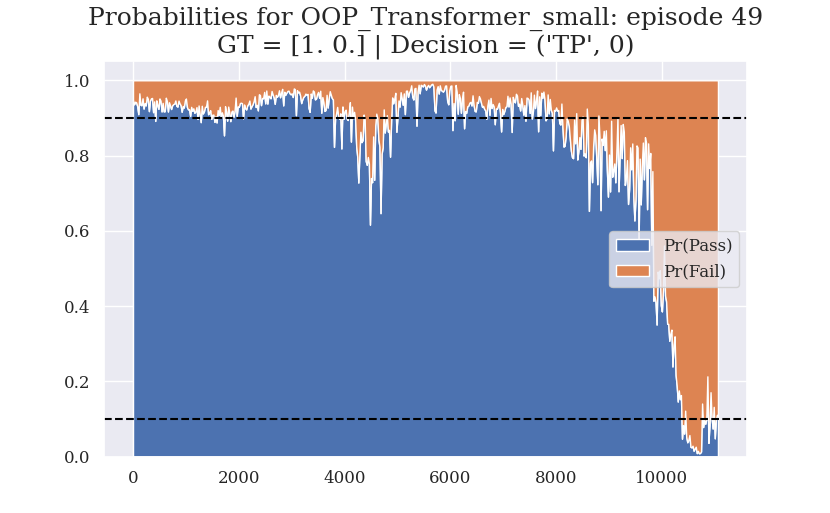 Probabilities for OOP_Transformer_small: episode 49
GT = [1. 0.] | Decision = ('TP', 0)
1.0
0.8
0.6
0.4
0.2
0.0
Pr(Pass)
Pr(Fail)
0 2000 4000 6000 8000 10000